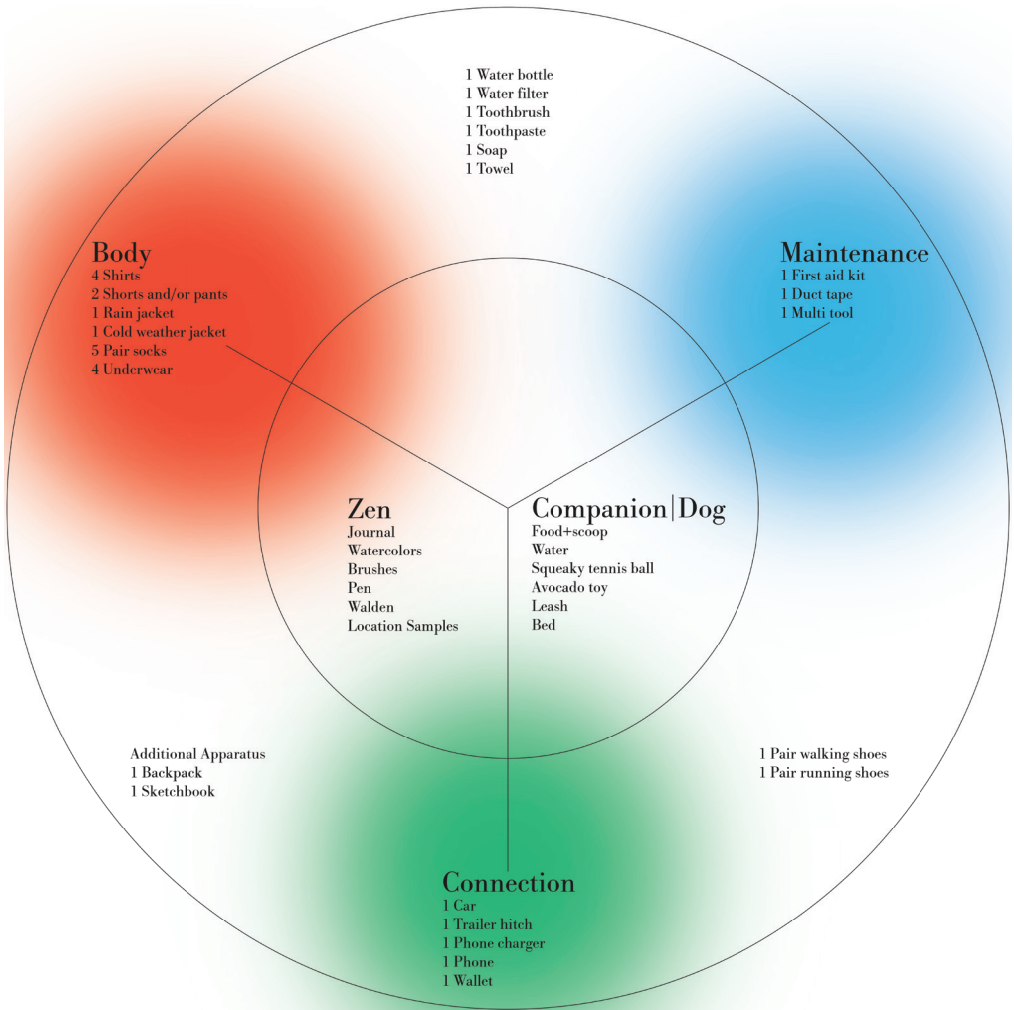 1 Water bottle
1 Water filter
1 Toothbrush
1 Toothpaste
1 Soap
1 Towel
Body
4 Shirts
2 Shorts and/or pants
1 Rain jacket
1 Cold weather jacket
5 Pair socks
4 Underwear
Maintenance
1 First aid kit
1 Duct tape
1 Multi tool
Zen
Journal
Watercolors
Brushes
Pen
Walden
Location Samples
Companion|Dog
Food+scoop
Water
Squeaky tennis ball
Avocado toy
Leash
Bed
Additional Apparatus
1 Backpack
1 Sketchbook
1 Pair walking shoes
1 Pair running shoes
Connection
1 Car
1 Trailer hitch
1 Phone charger
1 Phone
1 Wallet